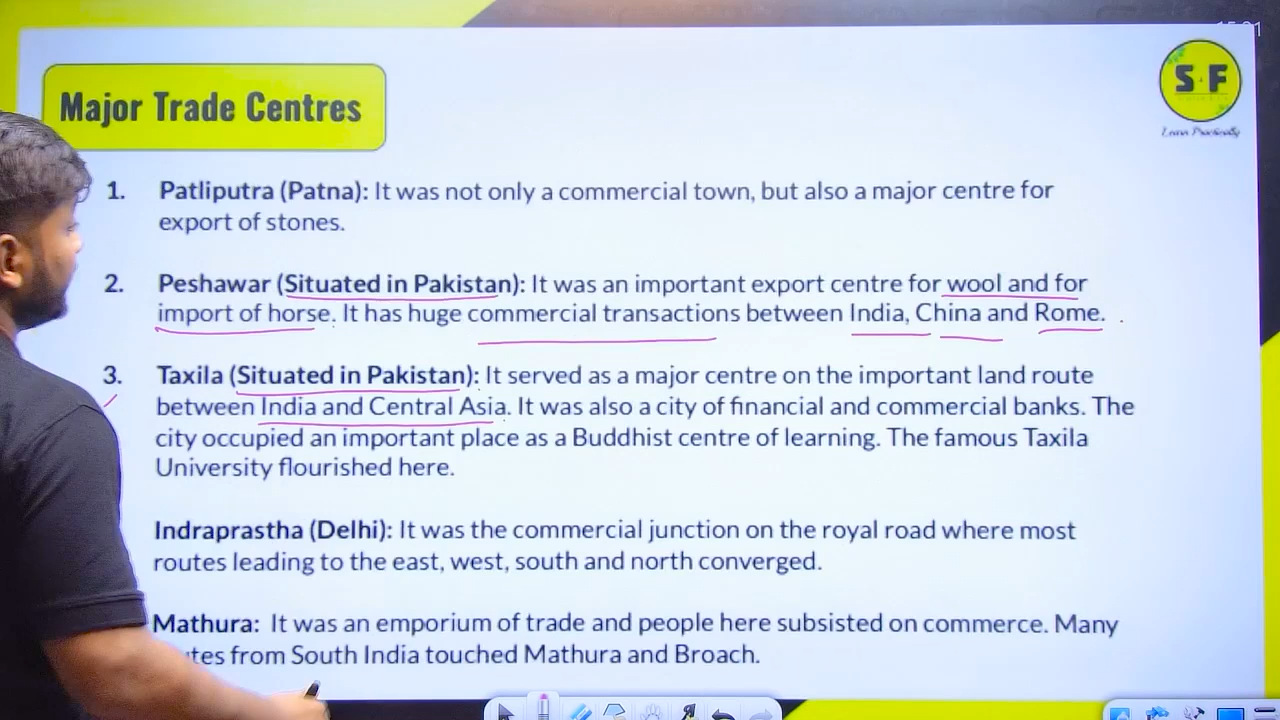 15:21
Major Trade Centres
S F
Learn Practically
1. Patliputra (Patna): It was not only a commercial town, but also a major centre for
export of stones.
2. Peshawar (Situated in Pakistan): It was an important export centre for wool and for
import of horse. It has huge commercial transactions between India, China and Rome.
3. Taxila (Situated in Pakistan): It served as a major centre on the important land route
between India and Central Asia. It was also a city of financial and commercial banks. The
city occupied an important place as a Buddhist centre of learning. The famous Taxila
University flourished here.
Indraprastha (Delhi): It was the commercial junction on the royal road where most
routes leading to the east, west, south and north converged.
Mathura: It was an emporium of trade and people here subsisted on commerce. Many
tes from South India touched Mathura and Broach.